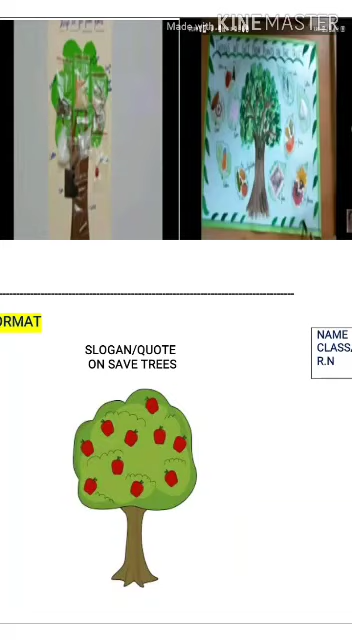 Made with KINEMASTER
ORMAT
SLOGAN/QUOTE
ON SAVE TREES
NAME
CLASS/
R.N